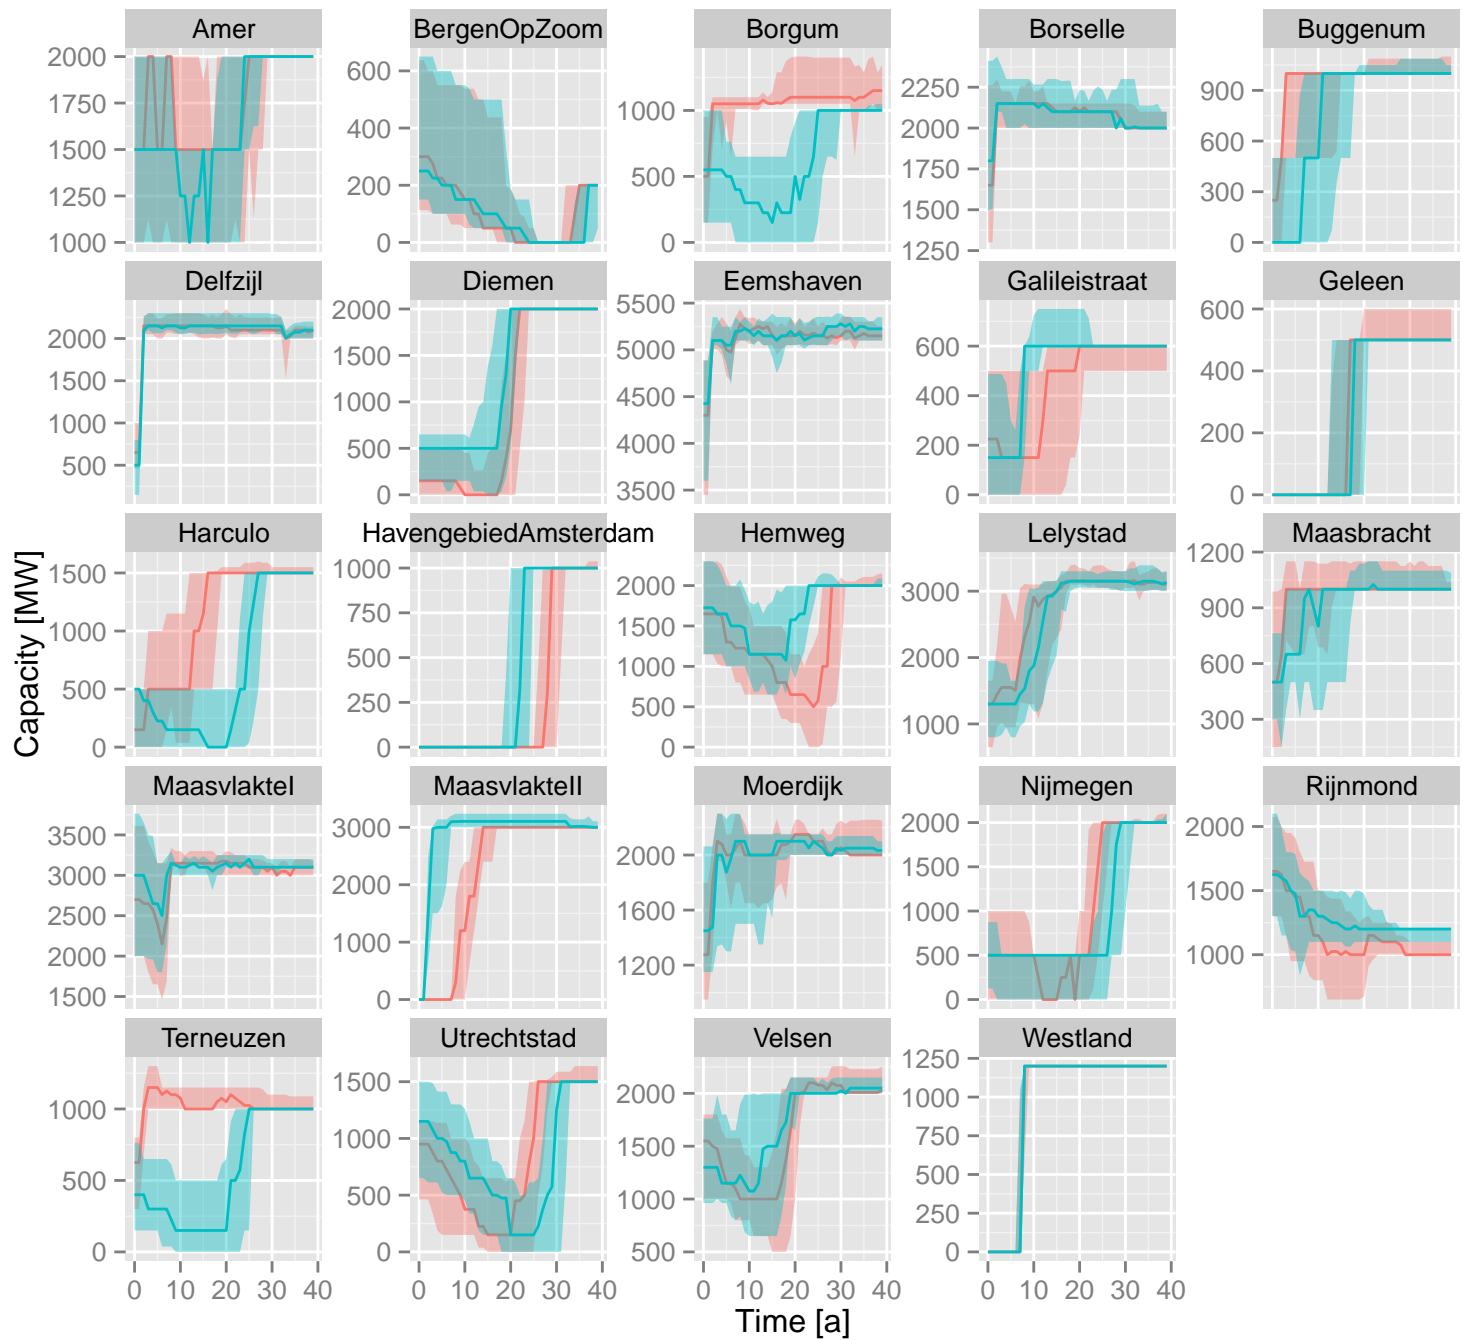 Amer BergenOpZoom Borgum Borselle Buggenum
2000 1750 1500 1250 1000
600 400 200 0
1000 500 0
2250 2000 1750 1500 1250
900 600 300 0
Delfzijl Diemen Eemshaven Galileistraat Geleen
2000 1500 1000 500
2000 1500 1000 500 0
5500 5000 4500 4000 3500
600 400 200 0
600 400 200 0
Harculo HavengebiedAmsterdam Hemweg Lelystad Maasbracht
1500 1000 500 0
1000 750 500 250 0
2000 1500 1000 500 0
3000 2000 1000
1200 900 600 300
Capacity [MW]
MaasvlakteI MaasvlakteII Moerdijk Nijmegen Rijnmond
3500 3000 2500 2000 1500
3000 2000 1000 0
2000 1600 1200
2000 1500 1000 500 0
2000 1500 1000
Terneuzen Utrechtstad Velsen Westland
1000 500 0
1500 1000 500 0
2000 1500 1000 500
1250 1000 750 500 250 0
0 10 20 30 40 0 10 20 30 40 0 10 20 30 40 0 10 20 30 40
Time [a]